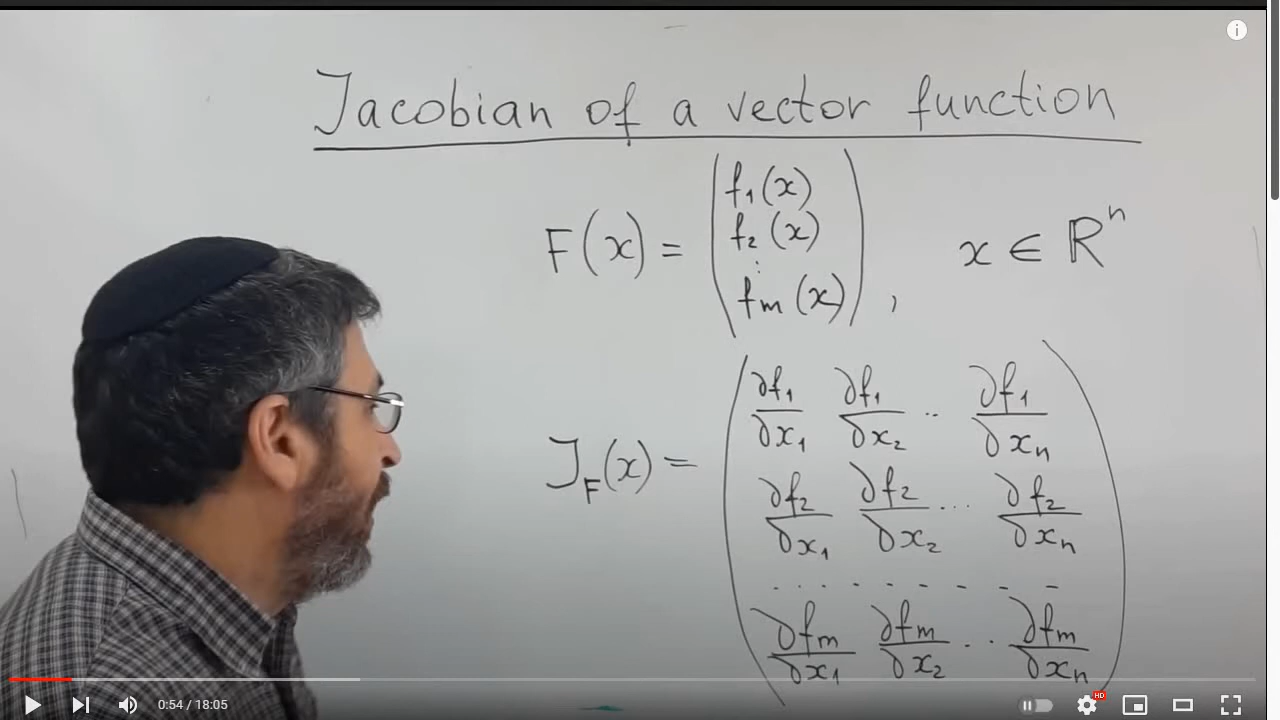 Jacobian of a vector function
F(x) = ( f₁(x)
f₂(x)
⋮
fₘ(x) ) , x ∈ ℝⁿ
J_F(x) = ( ∂f₁/∂x₁ ∂f₁/∂x₂ ·· ∂f₁/∂xₙ
∂f₂/∂x₁ ∂f₂/∂x₂ ... ∂f₂/∂xₙ
. . . . . . . .
∂fₘ/∂x₁ ∂fₘ/∂x₂ ·· ∂fₘ/∂xₙ )
0:54 / 18:05
HD